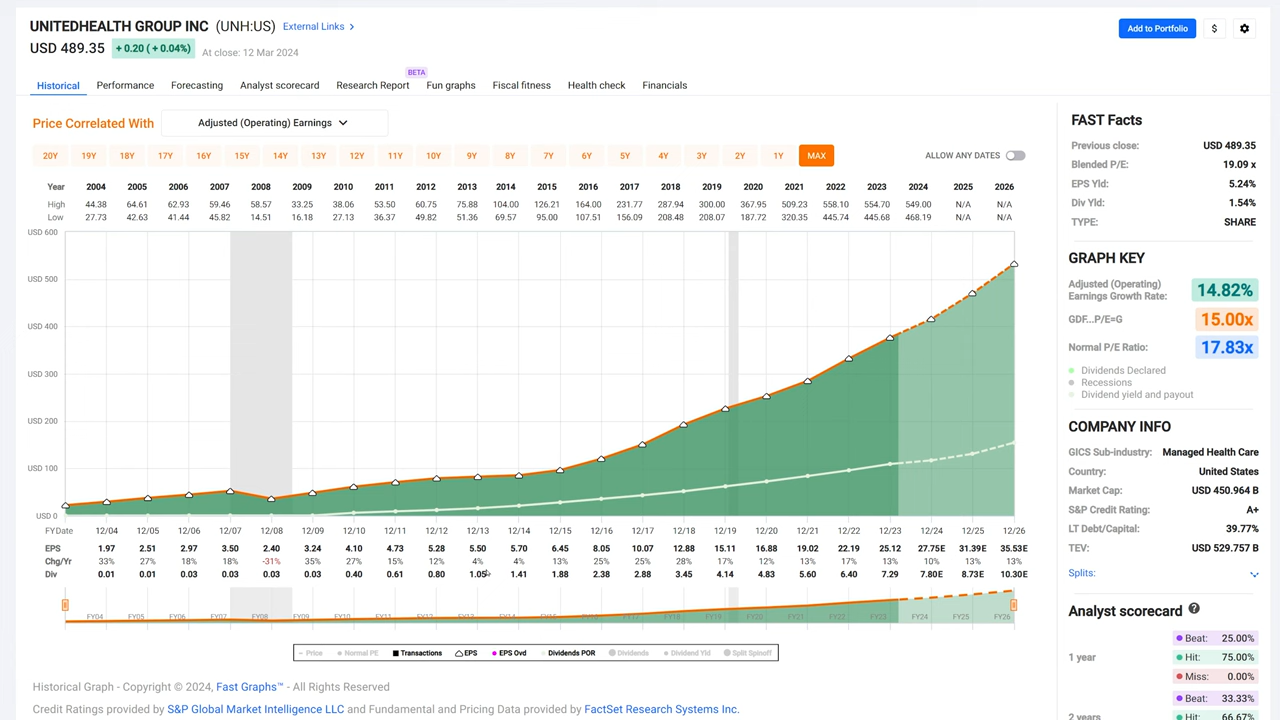 UNITEDHEALTH GROUP INC (UNH:US) External Links
USD 489.35 + 0.20 ( + 0.04%) At close: 12 Mar 2024
Add to Portfolio $
BETA
Historical Performance Forecasting Analyst scorecard Research Report Fun graphs Fiscal fitness Health check Financials
Price Correlated With Adjusted (Operating) Earnings
20Y 19Y 18Y 17Y 16Y 15Y 14Y 13Y 12Y 11Y 10Y 9Y 8Y 7Y 6Y 5Y 4Y 3Y 2Y 1Y MAX ALLOW ANY DATES
Year 2004 2005 2006 2007 2008 2009 2010 2011 2012 2013 2014 2015 2016 2017 2018 2019 2020 2021 2022 2023 2024 2025 2026
High 44.38 64.61 62.93 59.46 58.57 33.25 38.06 53.50 60.75 75.88 104.00 126.21 164.00 231.77 287.94 300.00 367.95 509.23 558.10 554.70 549.00 N/A N/A
Low 27.73 42.63 41.44 45.82 14.51 16.18 27.13 36.37 49.82 51.36 69.57 95.00 107.51 156.09 208.48 208.07 187.72 320.35 445.74 445.68 468.19 N/A N/A
USD 600
USD 500
USD 400
USD 300
USD 200
USD 100
USD 0
FYDate 12/04 12/05 12/06 12/07 12/08 12/09 12/10 12/11 12/12 12/13 12/14 12/15 12/16 12/17 12/18 12/19 12/20 12/21 12/22 12/23 12/24 12/25 12/26
EPS 1.97 2.51 2.97 3.50 2.40 3.24 4.10 4.73 5.28 5.50 5.70 6.45 8.05 10.07 12.88 15.11 16.88 19.02 22.19 25.12 27.75E 31.39E 35.53E
Chg/Yr 33% 27% 18% 18% -31% 35% 27% 15% 12% 4% 4% 13% 25% 25% 28% 17% 12% 13% 17% 13% 10% 13% 13%
Div 0.01 0.01 0.03 0.03 0.03 0.03 0.40 0.61 0.80 1.05 1.41 1.88 2.38 2.88 3.45 4.14 4.83 5.60 6.40 7.29 7.80E 8.73E 10.30E
FY04 FY05 FY06 FY07 FY08 FY09 FY10 FY11 FY12 FY13 FY14 FY15 FY16 FY17 FY18 FY19 FY20 FY21 FY22 FY23 FY24 FY25 FY26
Price Normal PE Transactions EPS EPS Ovd Dividends POR Dividends Dividend Yld Split Spinoff
Historical Graph - Copyright © 2024, Fast Graphs™ - All Rights Reserved
Credit Ratings provided by S&P Global Market Intelligence LLC and Fundamental and Pricing Data provided by FactSet Research Systems Inc.
FAST Facts
Previous close: USD 489.35
Blended P/E: 19.09 x
EPS Yld: 5.24%
Div Yld: 1.54%
TYPE: SHARE
GRAPH KEY
Adjusted (Operating)
Earnings Growth Rate: 14.82%
GDF...P/E=G 15.00x
Normal P/E Ratio: 17.83x
Dividends Declared
Recessions
Dividend yield and payout
COMPANY INFO
GICS Sub-industry: Managed Health Care
Country: United States
Market Cap: USD 450.964 B
S&P Credit Rating: A+
LT Debt/Capital: 39.77%
TEV: USD 529.757 B
Splits:
Analyst scorecard ?
Beat: 25.00%
1 year Hit: 75.00%
Miss: 0.00%
Beat: 33.33%
2 years Hit: 66.67%